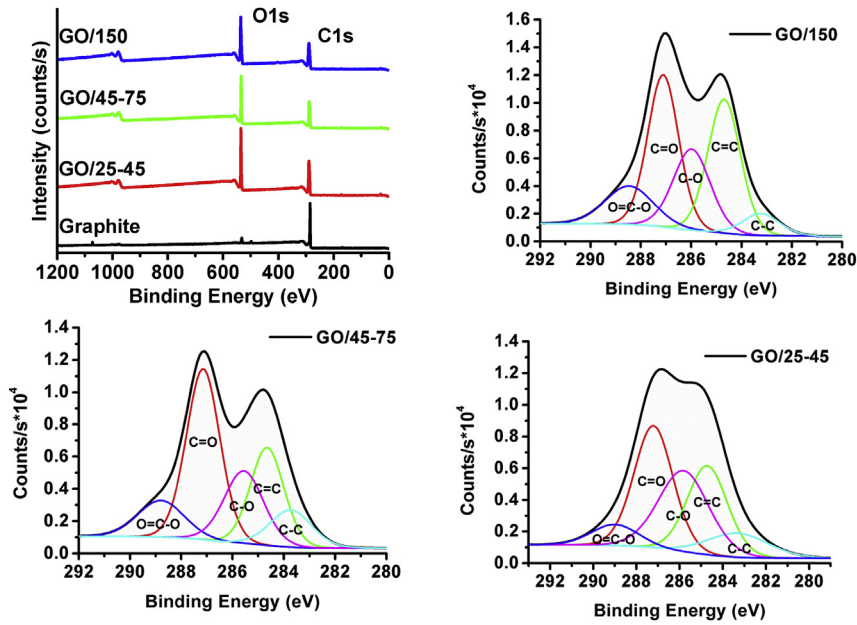 O1s
C1s
GO/150
GO/45-75
GO/25-45
Graphite
Intensity (counts/s)
1200 1000 800 600 400 200 0
Binding Energy (eV)
GO/150
1.6
1.4
1.2
1.0
0.8
0.6
0.4
0.2
0.0
Counts/s*10^4
C=O
C=C
C-O
O=C-O
C-C
292 290 288 286 284 282 280
Binding Energy (eV)
GO/45-75
1.4
1.2
1.0
0.8
0.6
0.4
0.2
0.0
Counts/s*10^4
C=O
C=C
C-O
O=C-O
C-C
292 290 288 286 284 282 280
Binding Energy (eV)
GO/25-45
1.4
1.2
1.0
0.8
0.6
0.4
0.2
0.0
Counts/s*10^4
C=O
C=C
C-O
O=C-O
C-C
292 290 288 286 284 282 280
Binding Energy (eV)